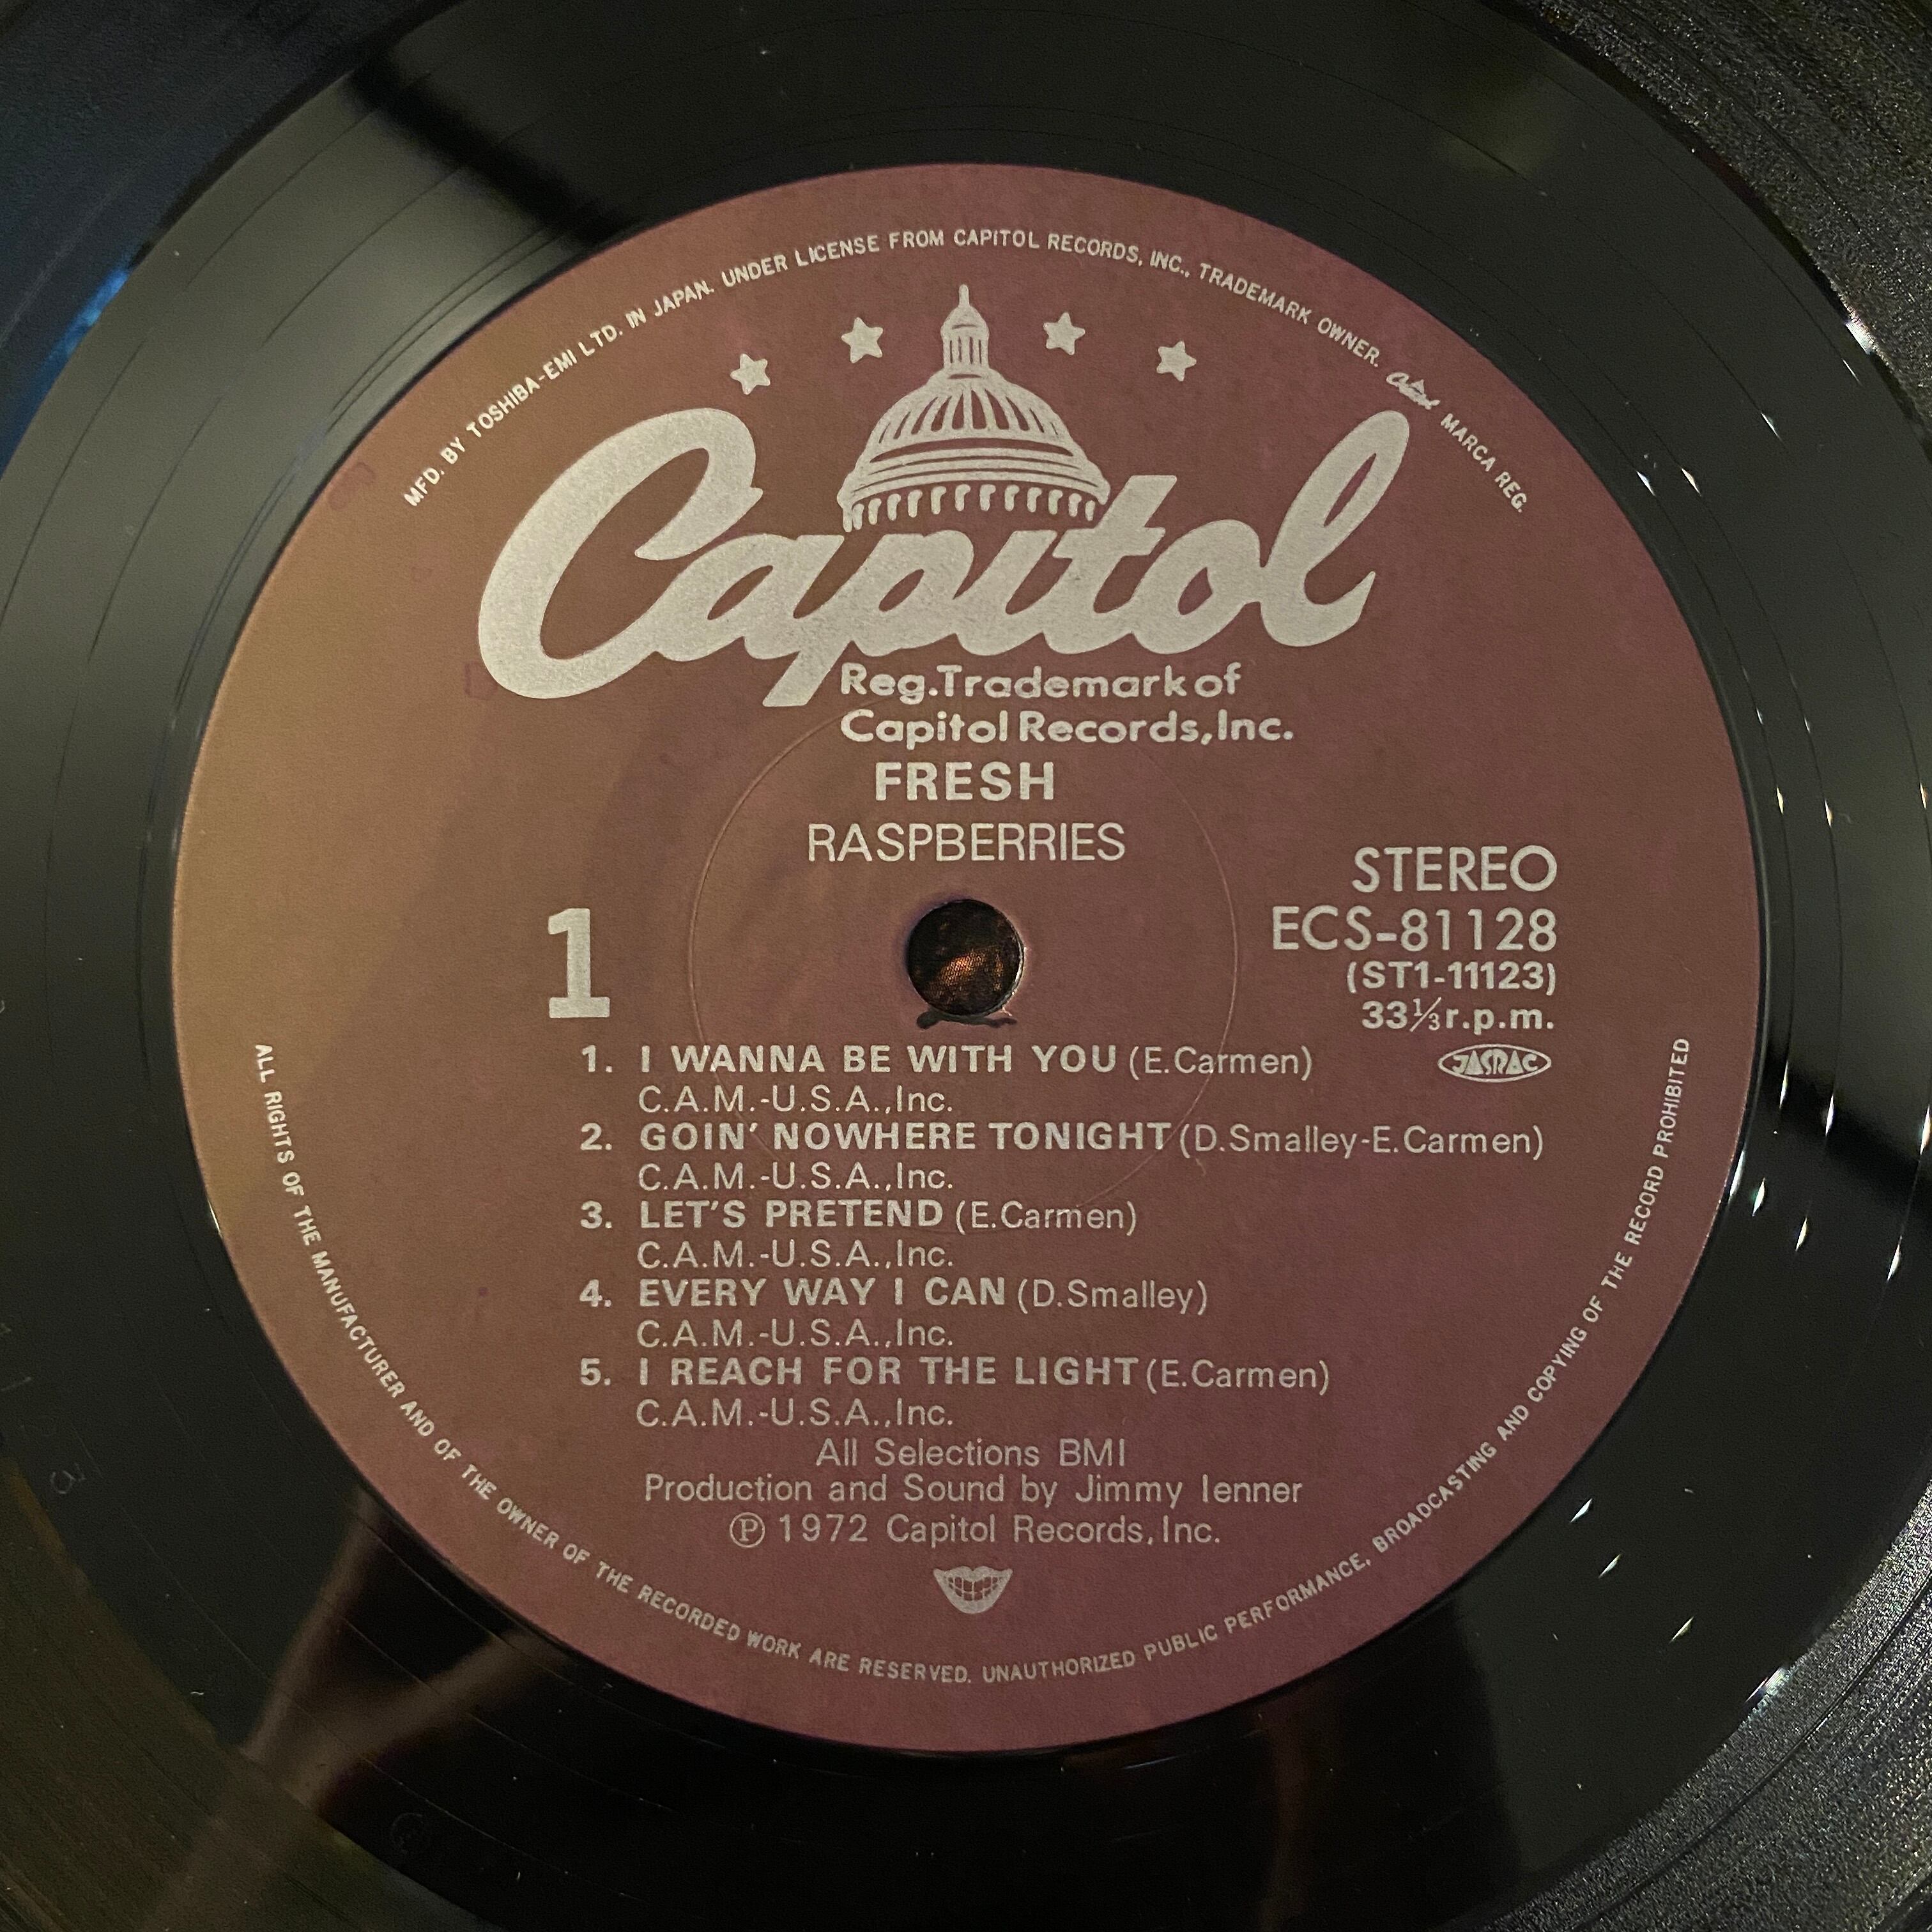 MFD. BY TOSHIBA-EMI LTD. IN JAPAN. UNDER LICENSE FROM CAPITOL RECORDS, INC., TRADEMARK OWNER. Capitol MARCA REG.
Capitol
Reg.Trademark of
Capitol Records,Inc.
FRESH
RASPBERRIES
STEREO
1
ECS-81128
(ST1-11123)
33⅓r.p.m.
JASRAC
1. I WANNA BE WITH YOU (E.Carmen)
C.A.M.-U.S.A.,Inc.
2. GOIN' NOWHERE TONIGHT (D.Smalley-E.Carmen)
C.A.M.-U.S.A.,Inc.
3. LET'S PRETEND (E.Carmen)
C.A.M.-U.S.A.,Inc.
4. EVERY WAY I CAN (D.Smalley)
C.A.M.-U.S.A.,Inc.
5. I REACH FOR THE LIGHT (E.Carmen)
C.A.M.-U.S.A.,Inc.
All Selections BMI
Production and Sound by Jimmy Ienner
Ⓟ 1972 Capitol Records,Inc.
ALL RIGHTS OF THE MANUFACTURER AND OF THE OWNER OF THE RECORDED WORK ARE RESERVED. UNAUTHORIZED PUBLIC PERFORMANCE, BROADCASTING AND COPYING OF THE RECORD PROHIBITED